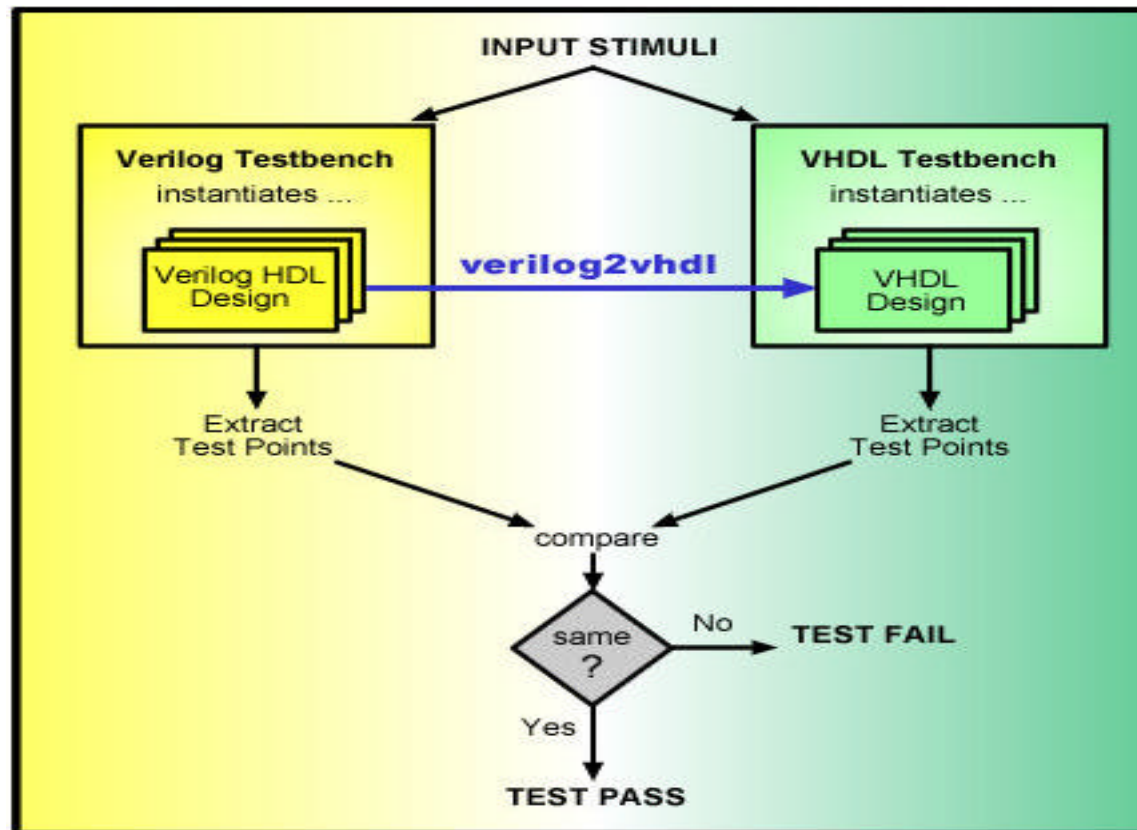 INPUT STIMULI
Verilog Testbench
instantiates ...
Verilog HDL
Design
verilog2vhdl
VHDL Testbench
instantiates ...
VHDL
Design
Extract
Test Points
Extract
Test Points
compare
same
?
No
TEST FAIL
Yes
TEST PASS